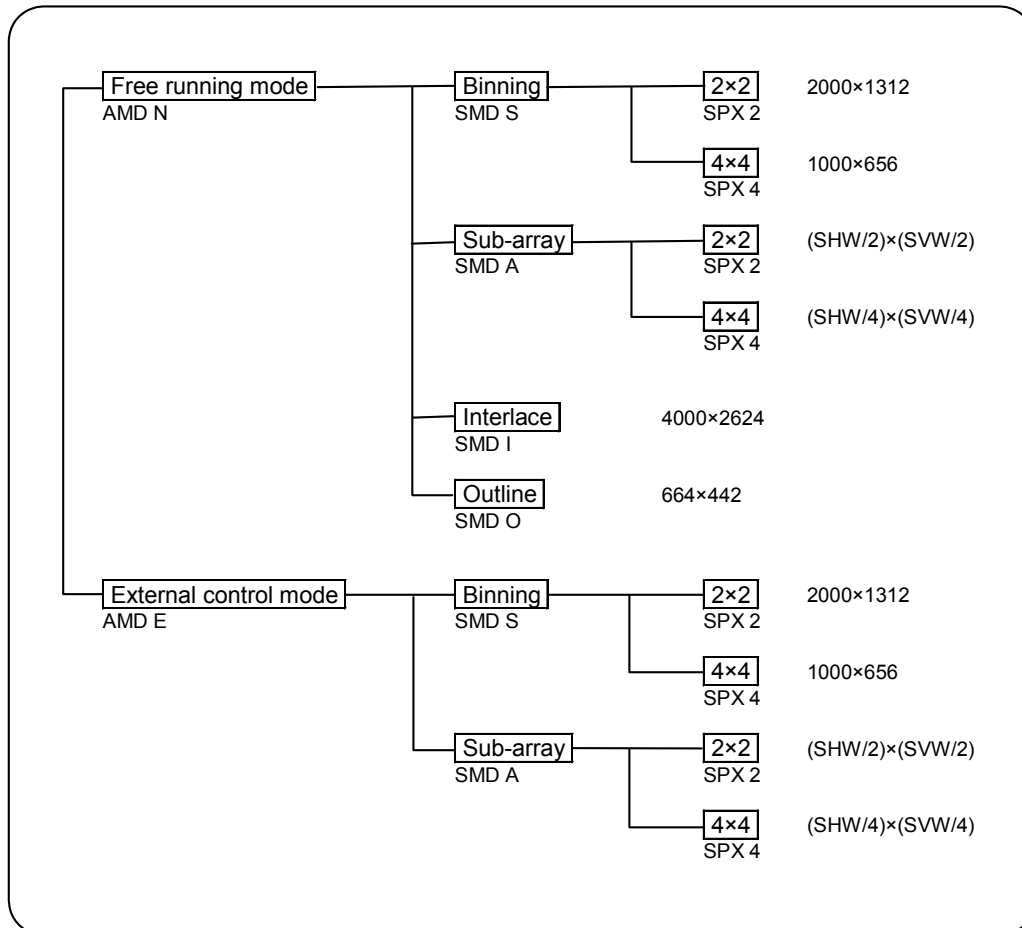 Free running mode Binning 2×2 2000×1312
AMD N SMD S SPX 2
4×4 1000×656
SPX 4
Sub-array 2×2 (SHW/2)×(SVW/2)
SMD A SPX 2
4×4 (SHW/4)×(SVW/4)
SPX 4
Interlace 4000×2624
SMD I
Outline 664×442
SMD O
External control mode Binning 2×2 2000×1312
AMD E SMD S SPX 2
4×4 1000×656
SPX 4
Sub-array 2×2 (SHW/2)×(SVW/2)
SMD A SPX 2
4×4 (SHW/4)×(SVW/4)
SPX 4